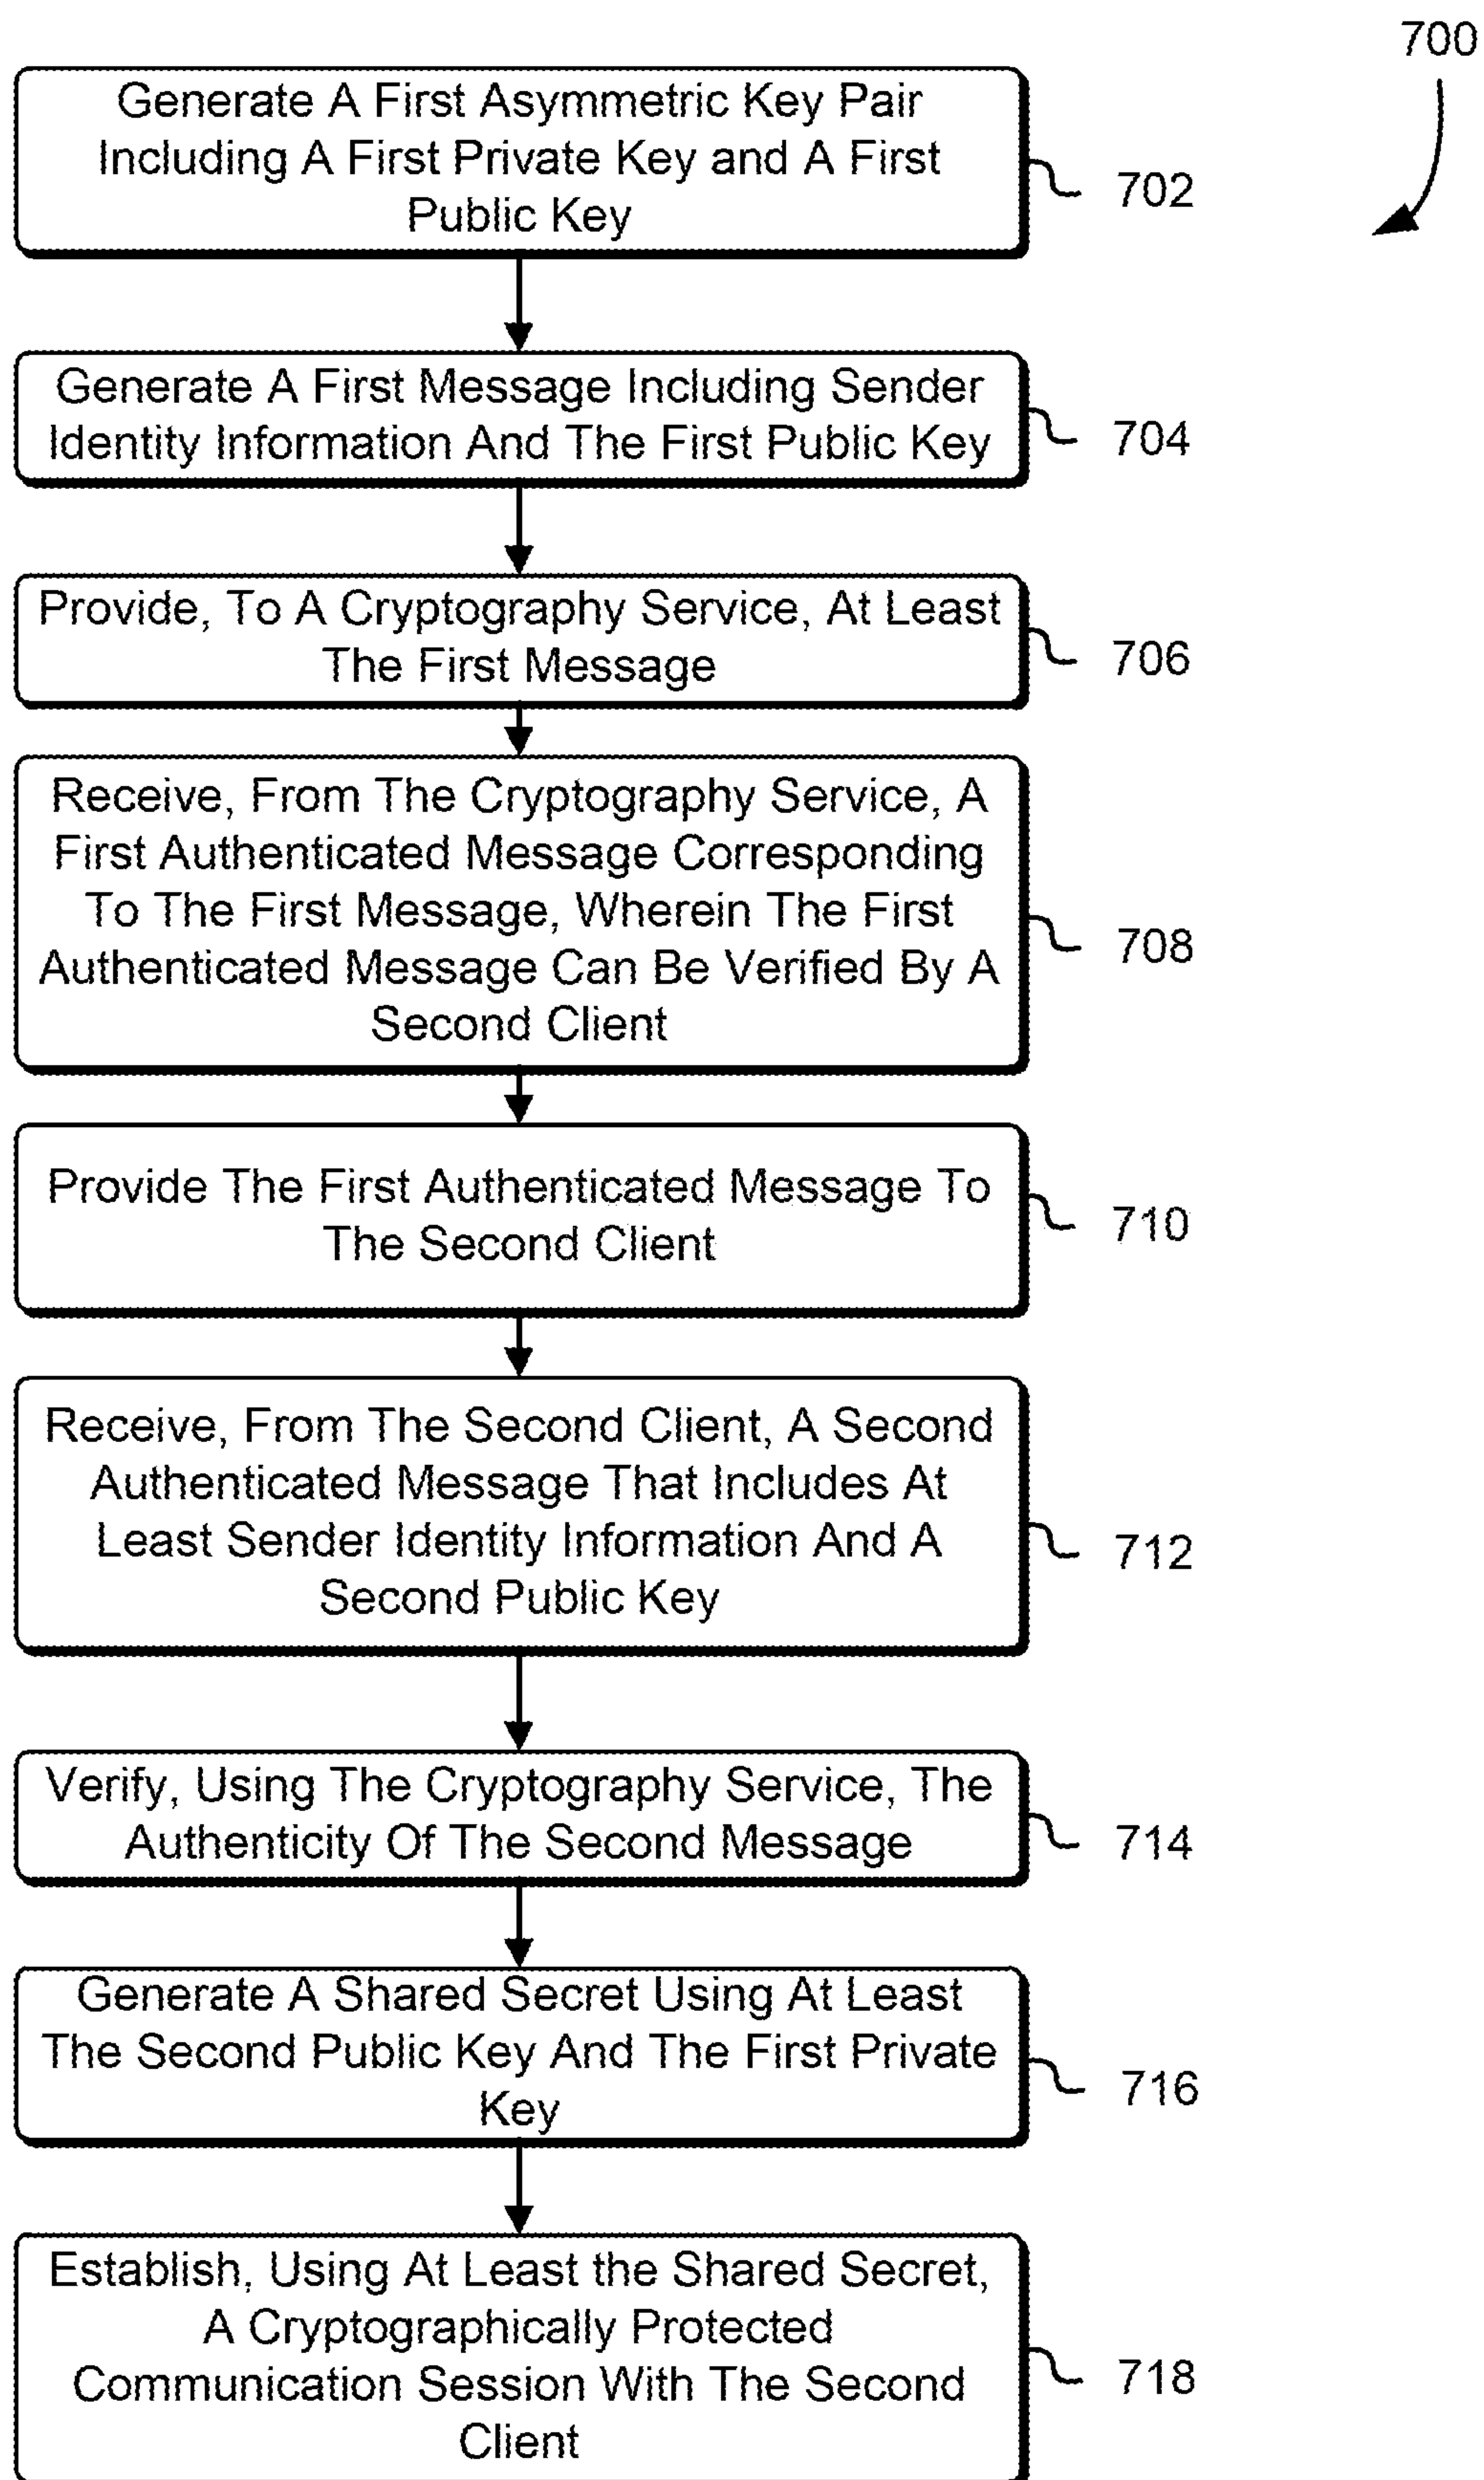 700
Generate A First Asymmetric Key Pair
Including A First Private Key and A First
Public Key
702
Generate A First Message Including Sender
Identity Information And The First Public Key
704
Provide, To A Cryptography Service, At Least
The First Message
706
Receive, From The Cryptography Service, A
First Authenticated Message Corresponding
To The First Message, Wherein The First
Authenticated Message Can Be Verified By A
Second Client
708
Provide The First Authenticated Message To
The Second Client
710
Receive, From The Second Client, A Second
Authenticated Message That Includes At
Least Sender Identity Information And A
Second Public Key
712
Verify, Using The Cryptography Service, The
Authenticity Of The Second Message
714
Generate A Shared Secret Using At Least
The Second Public Key And The First Private
Key
716
Establish, Using At Least the Shared Secret,
A Cryptographically Protected
Communication Session With The Second
Client
718